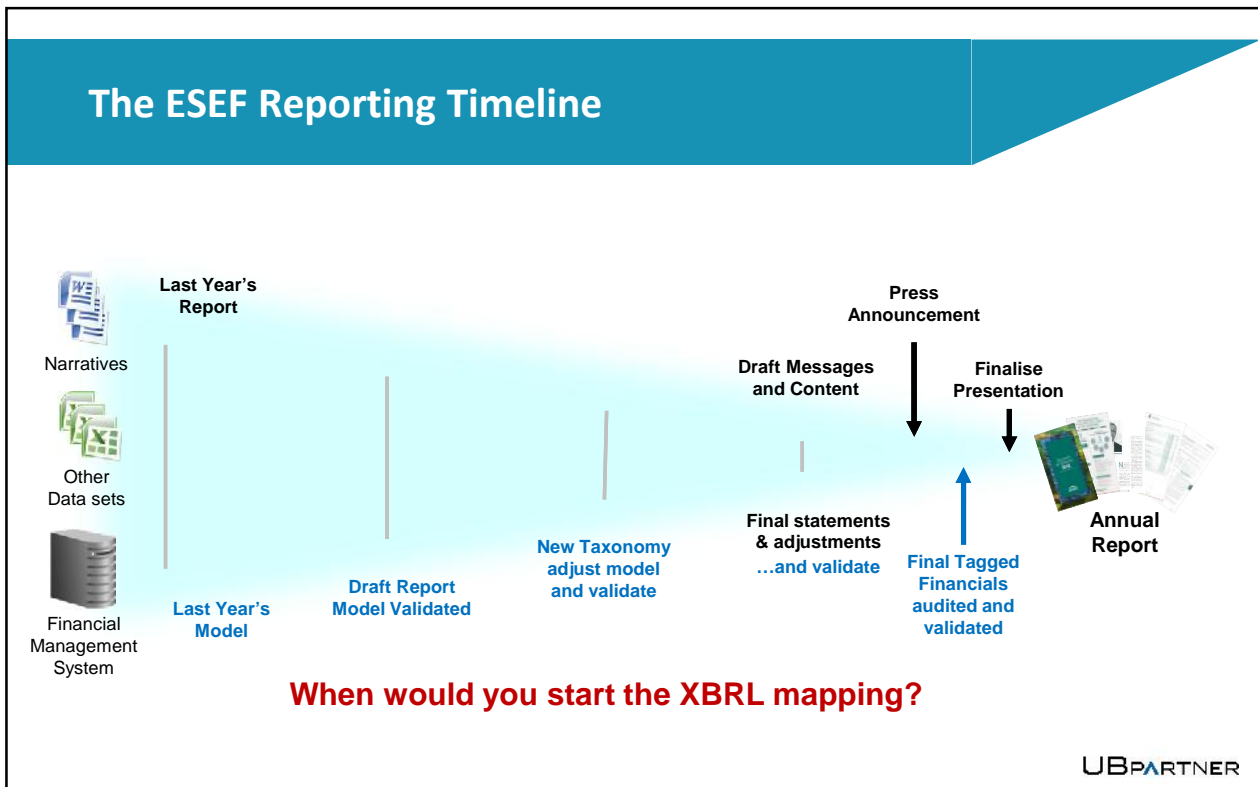 The ESEF Reporting Timeline
Narratives
Other
Data sets
Financial
Management
System
Last Year's
Report
Last Year's
Model
Draft Report
Model Validated
New Taxonomy
adjust model
and validate
Draft Messages
and Content
Final statements
& adjustments
…and validate
Press
Announcement
Final Tagged
Financials
audited and
validated
Finalise
Presentation
Annual
Report
When would you start the XBRL mapping?
UBPARTNER